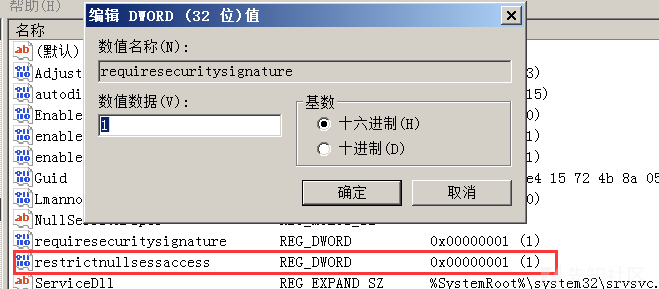 帮助(H)
编辑 DWORD (32 位)值
名称
数值名称(N):
(默认)
requiresecuritysignature
Adjust
3)
autodis
数值数据(V):
基数
15)
Enable
1
十六进制(H)
0)
enable
1)
enable
十进制(D)
1)
Guid
e4 15 72 4b 8a 05
Lmanno
确定
取消
0)
requiresecuritysignature REG_DWORD 0x00000001 (1)
restrictnullsessaccess REG_DWORD 0x00000001 (1)
ServiceDll REG_EXPAND_SZ %SystemRoot%\system32\srvsvc.